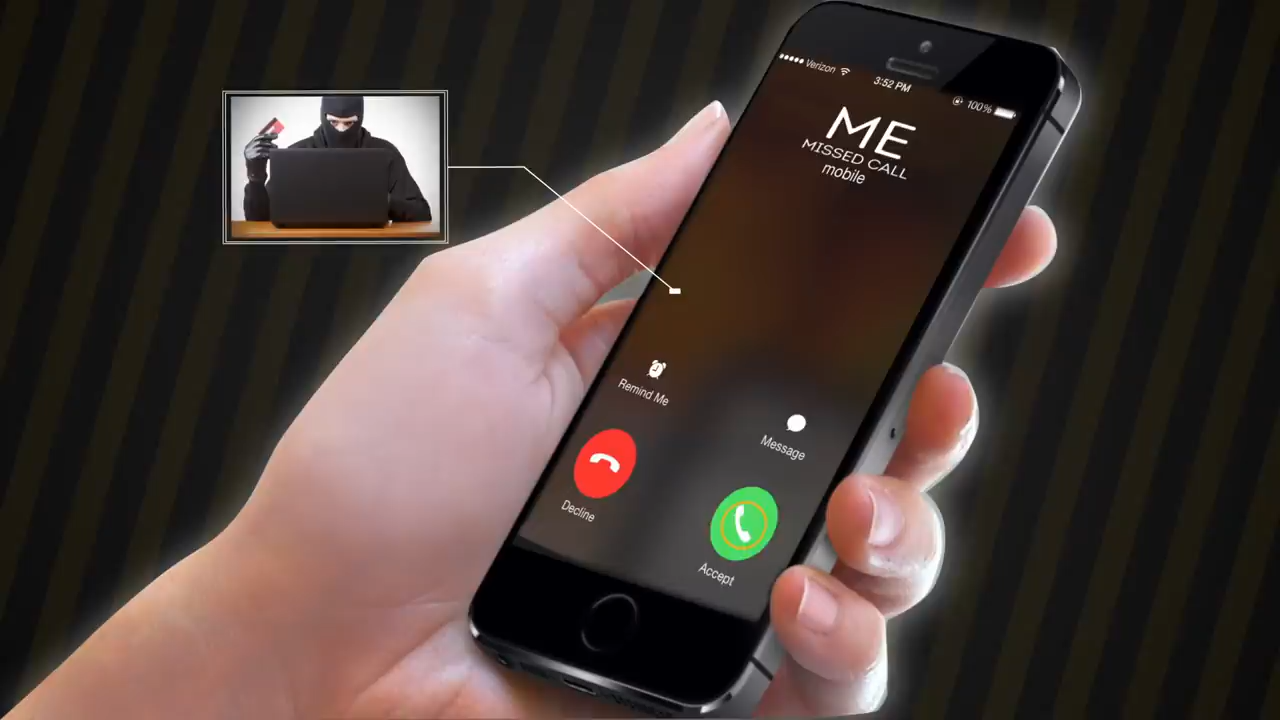 Verizon 3:52 PM 100%
ME
MISSED CALL
mobile
Remind Me
Message
Decline
Accept